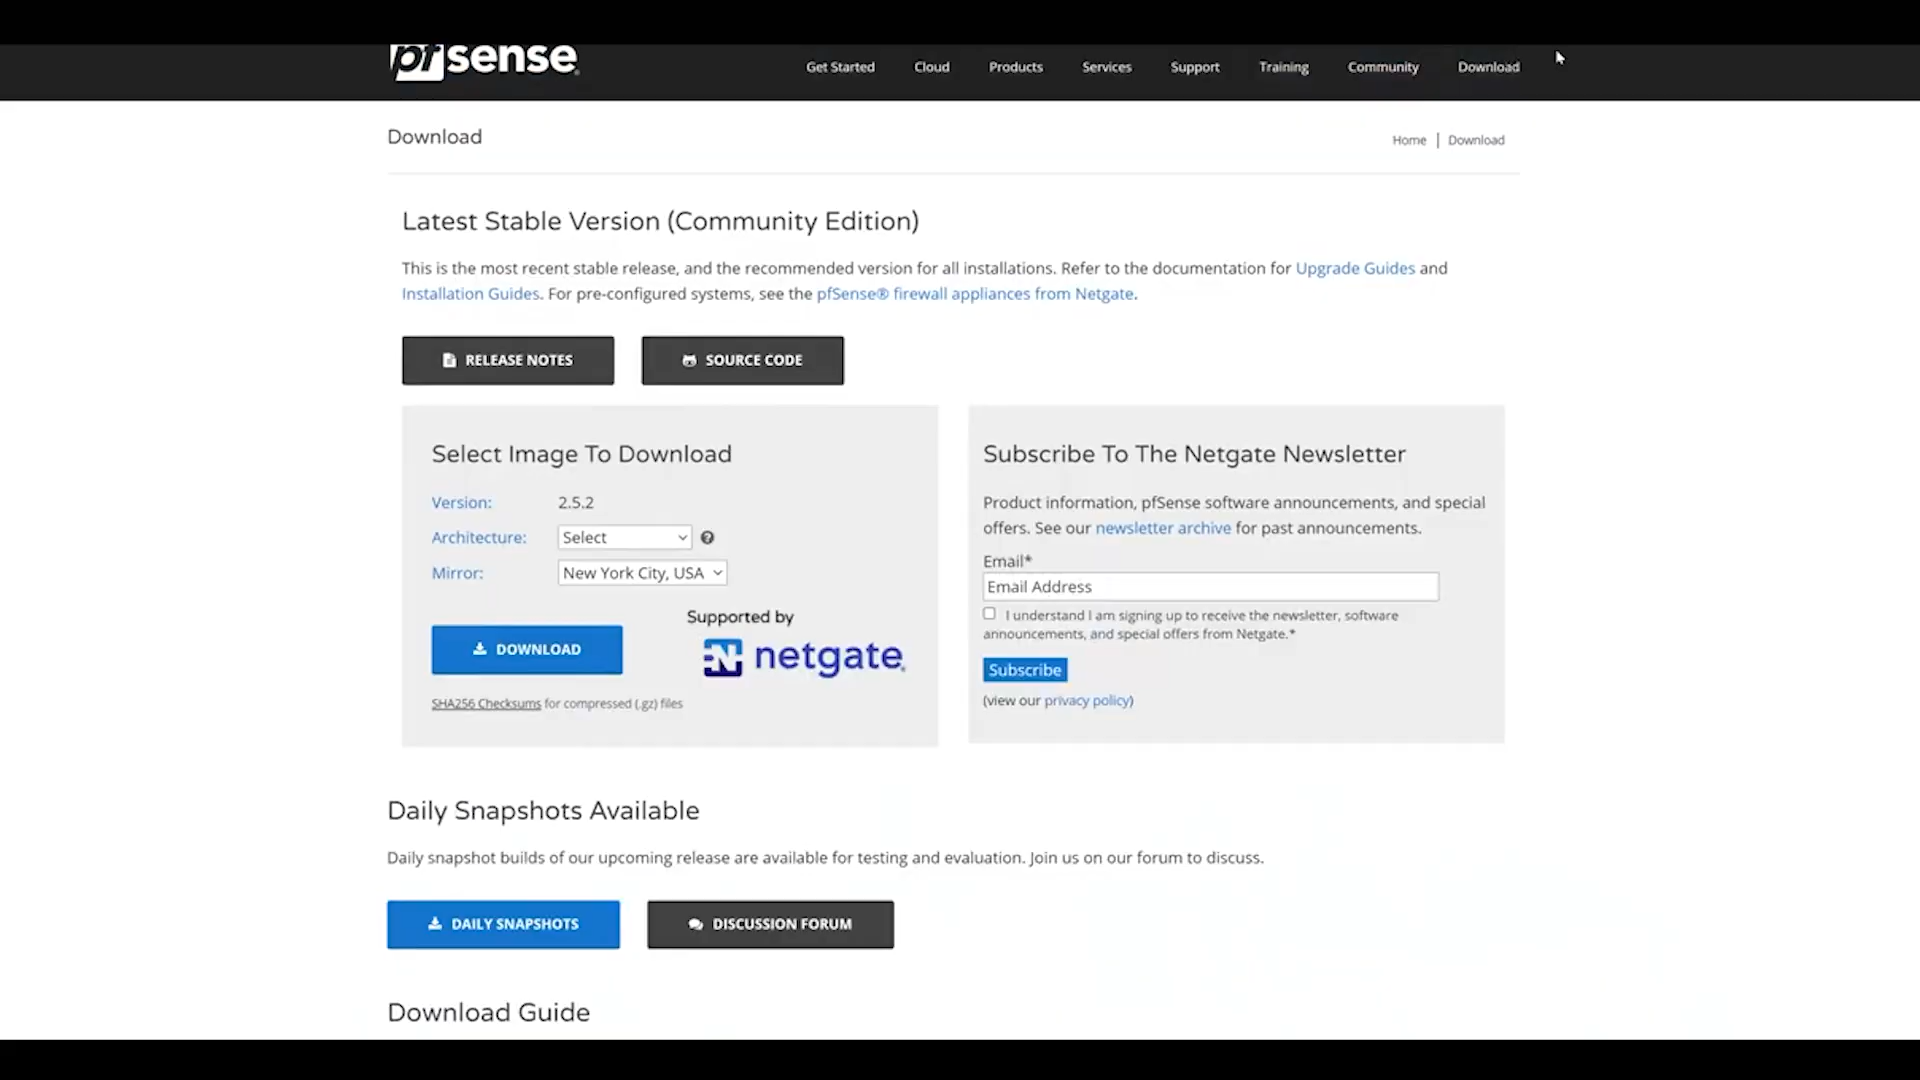 pfsense
Get Started Cloud Products Services Support Training Community Download
Download
Home | Download
Latest Stable Version (Community Edition)
This is the most recent stable release, and the recommended version for all installations. Refer to the documentation for Upgrade Guides and
Installation Guides. For pre-configured systems, see the pfSense® firewall appliances from Netgate.
RELEASE NOTES
SOURCE CODE
Select Image To Download
Version: 2.5.2
Architecture: Select
Mirror: New York City, USA
Supported by
netgate
DOWNLOAD
SHA256 Checksums for compressed (.gz) files
Subscribe To The Netgate Newsletter
Product information, pfSense software announcements, and special
offers. See our newsletter archive for past announcements.
Email*
Email Address
I understand I am signing up to receive the newsletter, software
announcements, and special offers from Netgate.*
Subscribe
(view our privacy policy)
Daily Snapshots Available
Daily snapshot builds of our upcoming release are available for testing and evaluation. Join us on our forum to discuss.
DAILY SNAPSHOTS
DISCUSSION FORUM
Download Guide